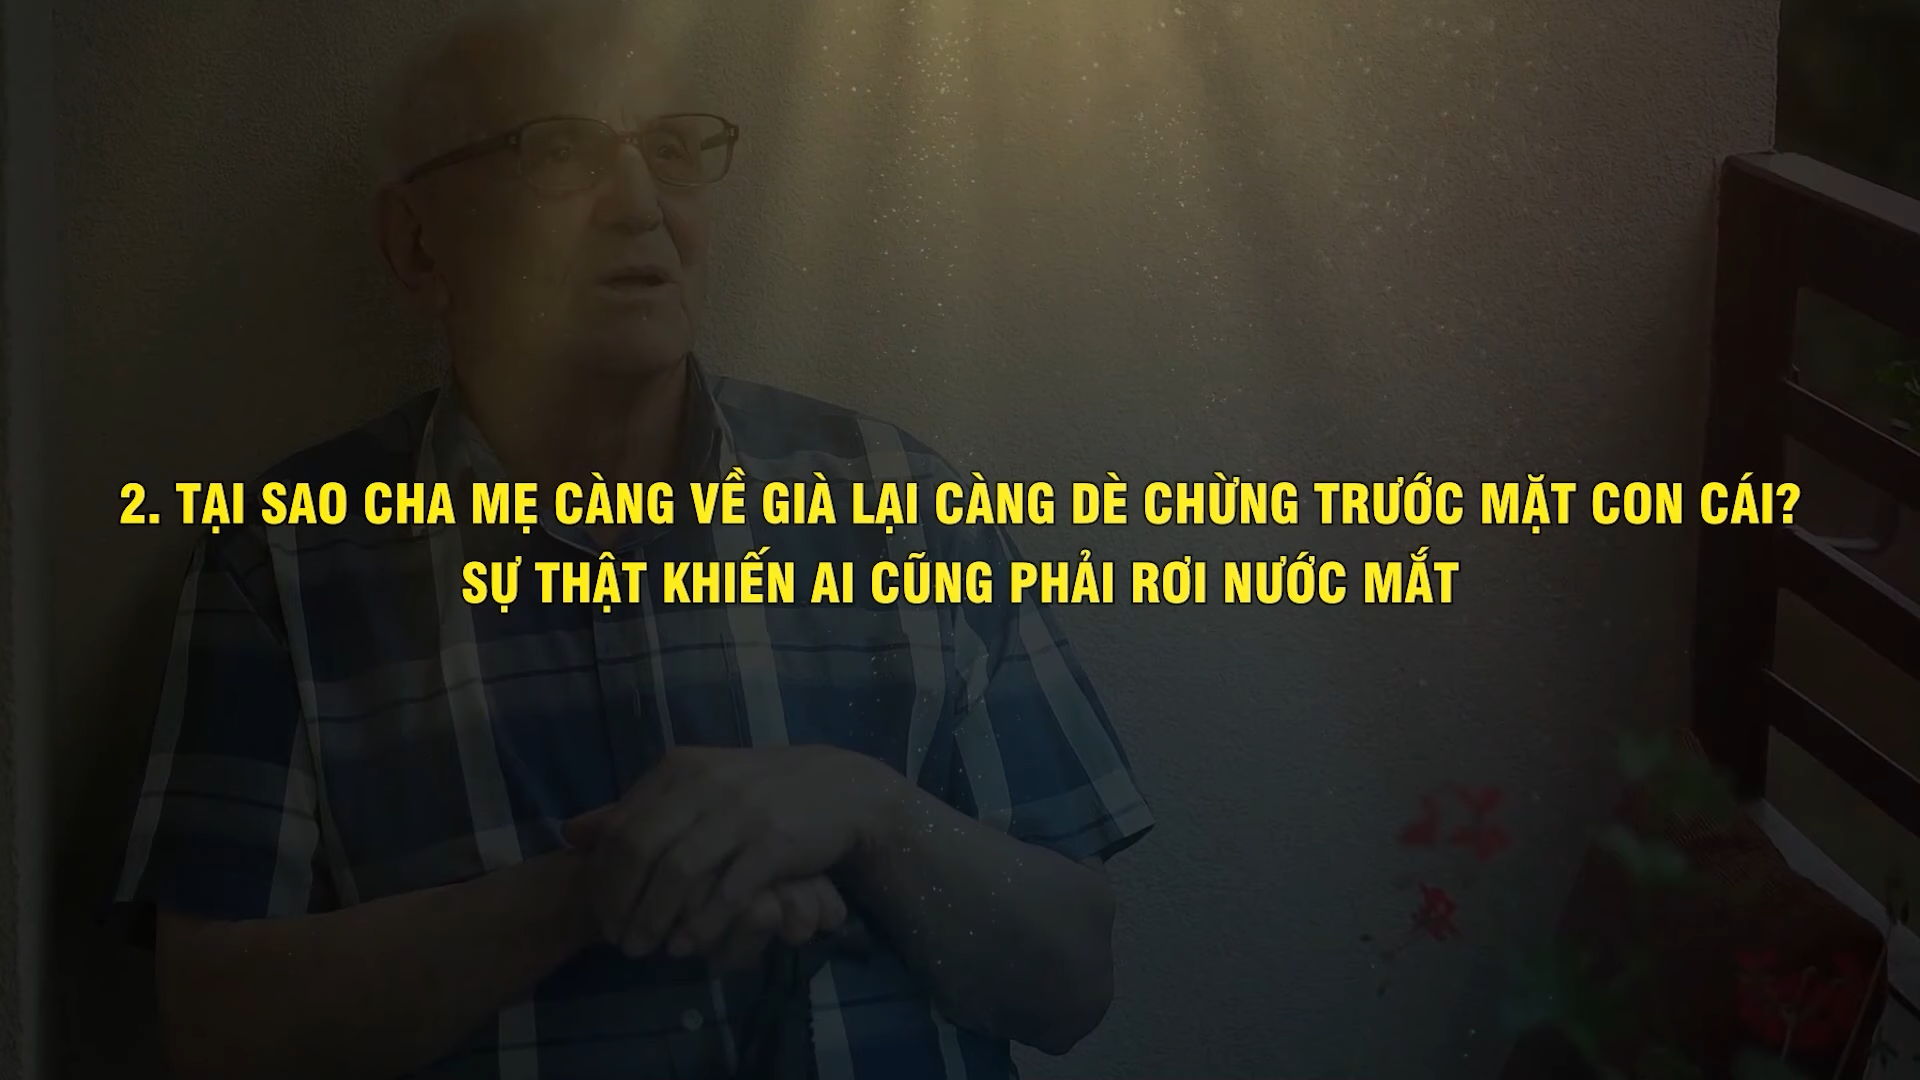 2. TẠI SAO CHA MẸ CÀNG VỀ GIÀ LẠI CÀNG DÈ CHỪNG TRƯỚC MẶT CON CÁI?
SỰ THẬT KHIẾN AI CŨNG PHẢI RƠI NƯỚC MẮT